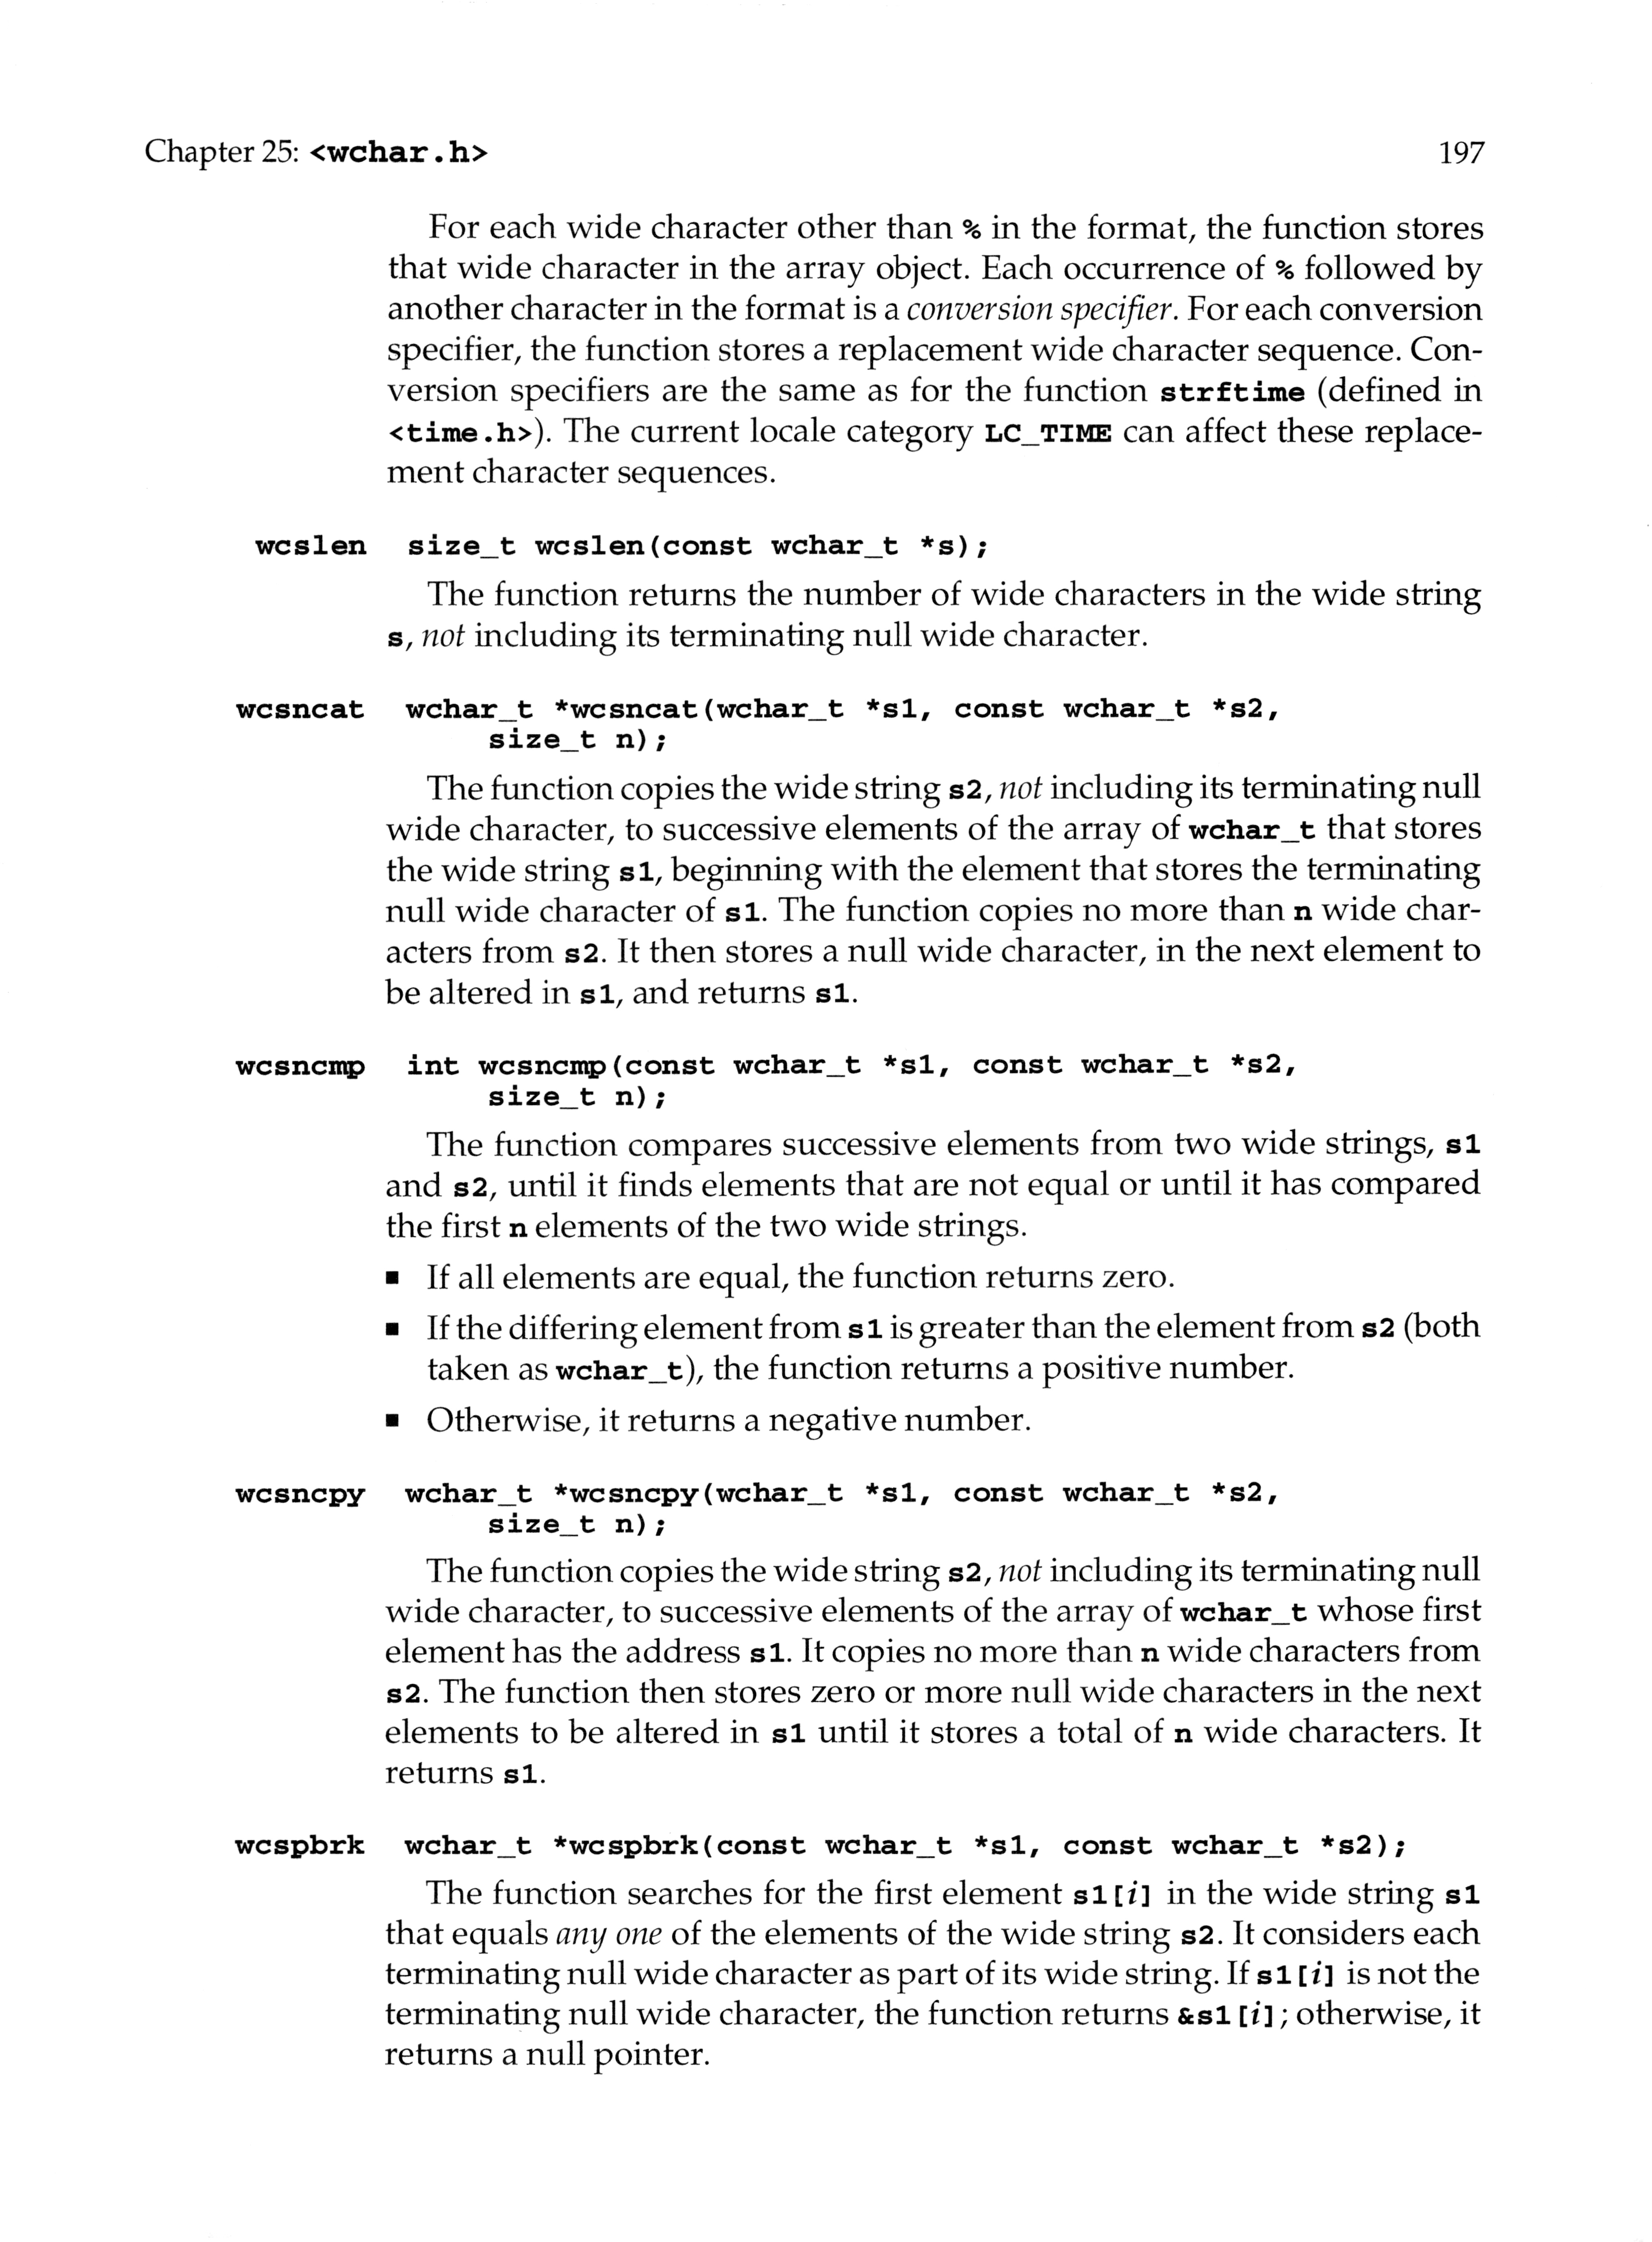 Chapter 25: <wchar.h> 197
For each wide character other than % in the format, the function stores
that wide character in the array object. Each occurrence of % followed by
another character in the format is a conversion specifier. For each conversion
specifier, the function stores a replacement wide character sequence. Con-
version specifiers are the same as for the function strftime (defined in
<time.h>). The current locale category LC_TIME can affect these replace-
ment character sequences.
wcslen size_t wcslen(const wchar_t *s);
The function returns the number of wide characters in the wide string
s, not including its terminating null wide character.
wcsncat wchar_t *wcsncat(wchar_t *s1, const wchar_t *s2,
size_t n);
The function copies the wide string s2, not including its terminating null
wide character, to successive elements of the array of wchar_t that stores
the wide string s1, beginning with the element that stores the terminating
null wide character of s1. The function copies no more than n wide char-
acters from s2. It then stores a null wide character, in the next element to
be altered in s1, and returns s1.
wcsncmp int wcsncmp(const wchar_t *s1, const wchar_t *s2,
size_t n);
The function compares successive elements from two wide strings, s1
and s2, until it finds elements that are not equal or until it has compared
the first n elements of the two wide strings.
▪ If all elements are equal, the function returns zero.
▪ If the differing element from s1 is greater than the element from s2 (both
taken as wchar_t), the function returns a positive number.
▪ Otherwise, it returns a negative number.
wcsncpy wchar_t *wcsncpy(wchar_t *s1, const wchar_t *s2,
size_t n);
The function copies the wide string s2, not including its terminating null
wide character, to successive elements of the array of wchar_t whose first
element has the address s1. It copies no more than n wide characters from
s2. The function then stores zero or more null wide characters in the next
elements to be altered in s1 until it stores a total of n wide characters. It
returns s1.
wcspbrk wchar_t *wcspbrk(const wchar_t *s1, const wchar_t *s2);
The function searches for the first element s1[i] in the wide string s1
that equals any one of the elements of the wide string s2. It considers each
terminating null wide character as part of its wide string. If s1[i] is not the
terminating null wide character, the function returns &s1[i]; otherwise, it
returns a null pointer.